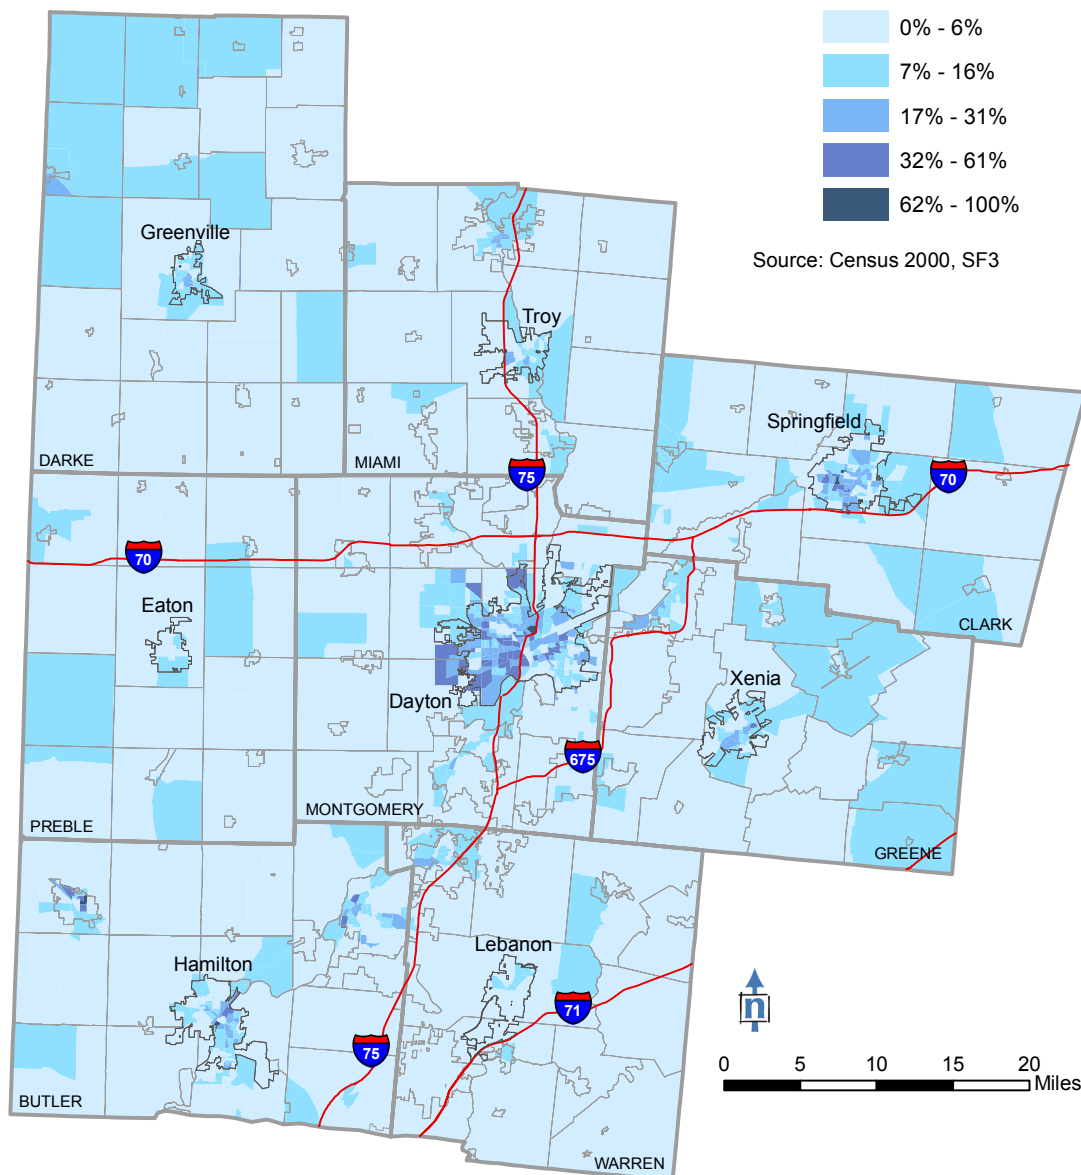 0% - 6%
7% - 16%
17% - 31%
32% - 61%
62% - 100%
Source: Census 2000, SF3
Greenville
Troy
Springfield
DARKE
MIAMI
75
70
70
Eaton
CLARK
Xenia
Dayton
675
MONTGOMERY
PREBLE
GREENE
Lebanon
Hamilton
n
71
75
0 5 10 15 20
Miles
BUTLER
WARREN